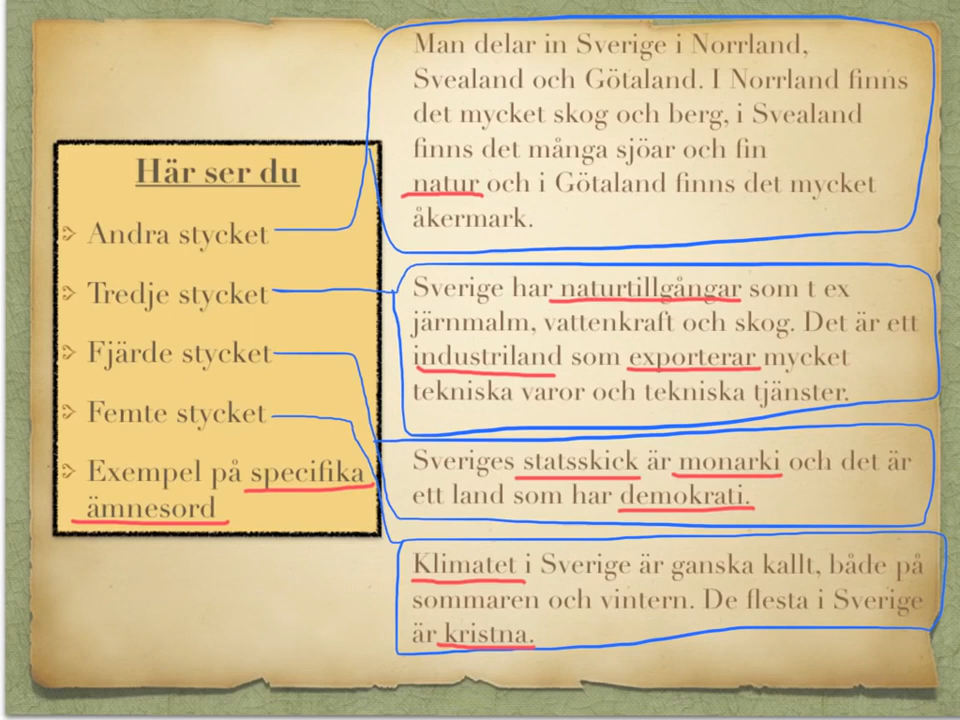 Här ser du
Andra stycket
Tredje stycket
Fjärde stycket
Femte stycket
Exempel på specifika
ämnesord
Man delar in Sverige i Norrland,
Svealand och Götaland. I Norrland finns
det mycket skog och berg, i Svealand
finns det många sjöar och fin
natur och i Götaland finns det mycket
åkermark.
Sverige har naturtillgångar som t ex
järnmalm, vattenkraft och skog. Det är ett
industriland som exporterar mycket
tekniska varor och tekniska tjänster.
Sveriges statsskick är monarki och det är
ett land som har demokrati.
Klimatet i Sverige är ganska kallt, både på
sommaren och vintern. De flesta i Sverige
är kristna.